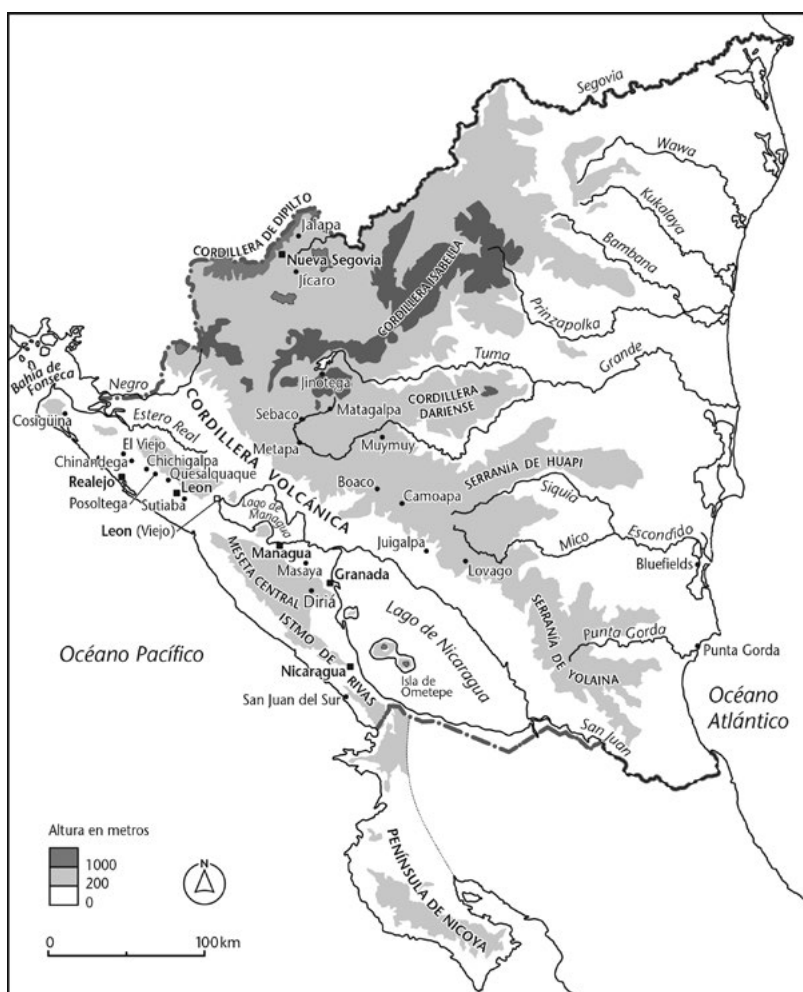 Segovia
Wawa
Kukalaya
Bambana
Prinzapolka
CORDILLERA DE DIPILTO
Jalapa
Nueva Segovia
Jícaro
CORDILLERA ISABELLA
Bahía de
Fonseca
Negro
Cosigüina
Estero Real
CORDILLERA VOLCÁNICA
Tuma
Grande
Jinotega
CORDILLERA
DARIENSE
Sebaco
Matagalpa
Metapa
Muymuy
El Viejo
Chinandega
Chichigalpa
Quesalquaque
Realejo
Leon
Posoltega
Sutiaba
Leon (Viejo)
Lago de
Managua
SERRANÍA DE HUAPI
Boaco
Camoapa
Siquia
Mico
Escondido
Juigalpa
Lovago
Bluefields
Managua
Masaya
Granada
Diriá
MESETA CENTRAL
ISTMO DE RIVAS
Lago de Nicaragua
SERRANÍA
DE YOLAINA
Punta Gorda
Punta Gorda
Océano Pacífico
Nicaragua
Isla de
Ometepe
San Juan del Sur
San Juan
Océano
Atlántico
PENÍNSULA DE NICOYA
Altura en metros
1000
200
0
N
0
100 km